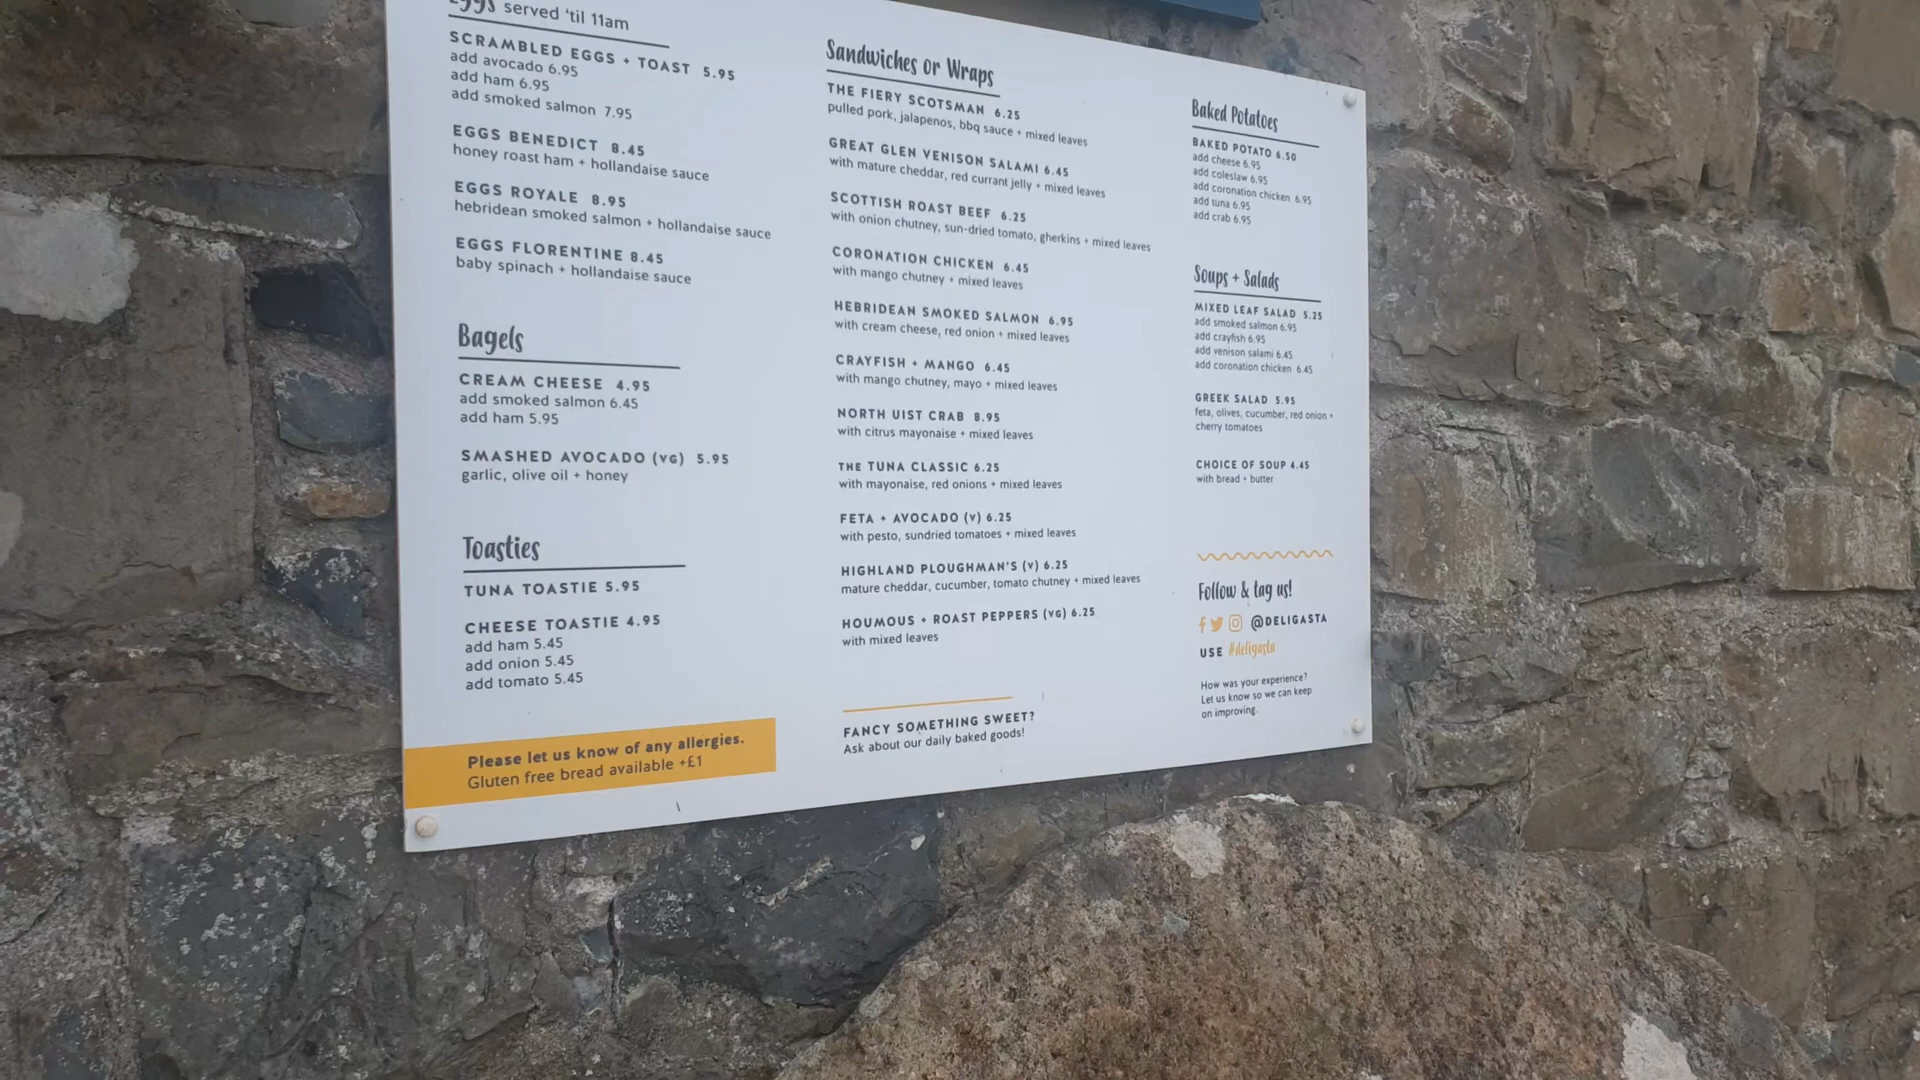 Eggs served 'til 11am
SCRAMBLED EGGS + TOAST 5.95
add avocado 6.95
add ham 6.95
add smoked salmon 7.95
EGGS BENEDICT 8.45
honey roast ham + hollandaise sauce
EGGS ROYALE 8.95
hebridean smoked salmon + hollandaise sauce
EGGS FLORENTINE 8.45
baby spinach + hollandaise sauce
Bagels
CREAM CHEESE 4.95
add smoked salmon 6.45
add ham 5.95
SMASHED AVOCADO (VG) 5.95
garlic, olive oil + honey
Toasties
TUNA TOASTIE 5.95
CHEESE TOASTIE 4.95
add ham 5.45
add onion 5.45
add tomato 5.45
Please let us know of any allergies.
Gluten free bread available +£1
Sandwiches or Wraps
THE FIERY SCOTSMAN 6.25
pulled pork, jalapenos, bbq sauce + mixed leaves
GREAT GLEN VENISON SALAMI 6.45
with mature cheddar, red currant jelly + mixed leaves
SCOTTISH ROAST BEEF 6.25
with onion chutney, sun-dried tomato, gherkins + mixed leaves
CORONATION CHICKEN 6.45
with mango chutney + mixed leaves
HEBRIDEAN SMOKED SALMON 6.95
with cream cheese, red onion + mixed leaves
CRAYFISH + MANGO 6.45
with mango chutney, mayo + mixed leaves
NORTH UIST CRAB 8.95
with citrus mayonaise + mixed leaves
THE TUNA CLASSIC 6.25
with mayonaise, red onions + mixed leaves
FETA + AVOCADO (V) 6.25
with pesto, sundried tomatoes + mixed leaves
HIGHLAND PLOUGHMAN'S (V) 6.25
mature cheddar, cucumber, tomato chutney + mixed leaves
HOUMOUS + ROAST PEPPERS (VG) 6.25
with mixed leaves
FANCY SOMETHING SWEET?
Ask about our daily baked goods!
Baked Potatoes
BAKED POTATO 6.50
add cheese 6.95
add coleslaw 6.95
add coronation chicken 6.95
add tuna 6.95
add crab 6.95
Soups + Salads
MIXED LEAF SALAD 5.25
add smoked salmon 6.95
add crayfish 6.95
add venison salami 6.45
add coronation chicken 6.45
GREEK SALAD 5.95
feta, olives, cucumber, red onion +
cherry tomatoes
CHOICE OF SOUP 4.45
with bread + butter
Follow & tag us!
@DELIGASTA
USE #deligasta
How was your experience?
Let us know so we can keep
on improving.